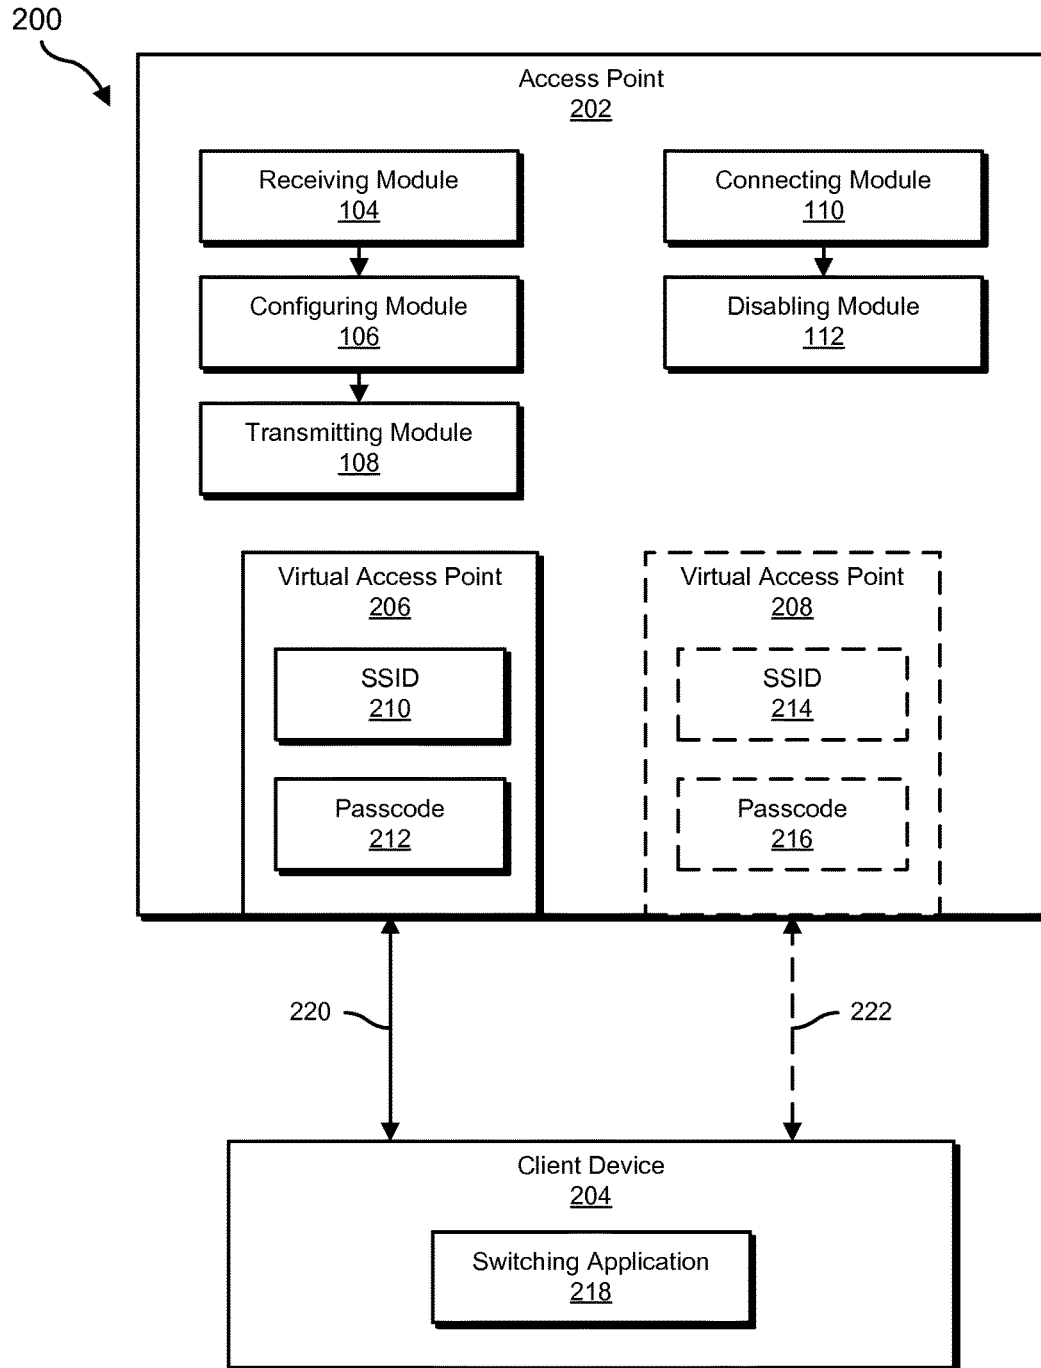 200
Access Point
202
Receiving Module
104
Connecting Module
110
Configuring Module
106
Disabling Module
112
Transmitting Module
108
Virtual Access Point
206
Virtual Access Point
208
SSID
210
SSID
214
Passcode
212
Passcode
216
220
222
Client Device
204
Switching Application
218